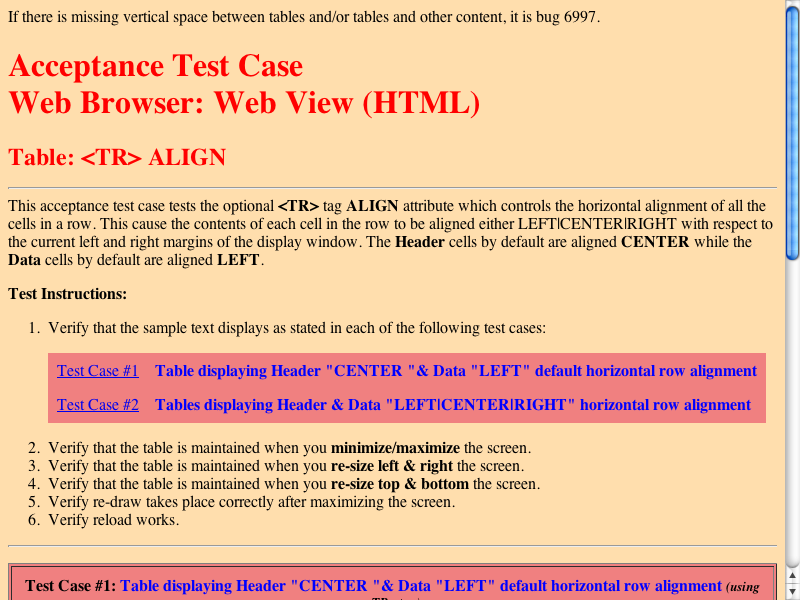 If there is missing vertical space between tables and/or tables and other content, it is bug 6997.
Acceptance Test Case
Web Browser: Web View (HTML)
Table: <TR> ALIGN
This acceptance test case tests the optional <TR> tag ALIGN attribute which controls the horizontal alignment of all the
cells in a row. This cause the contents of each cell in the row to be aligned either LEFT|CENTER|RIGHT with respect to
the current left and right margins of the display window. The Header cells by default are aligned CENTER while the
Data cells by default are aligned LEFT.
Test Instructions:
1. Verify that the sample text displays as stated in each of the following test cases:
Test Case #1 Table displaying Header "CENTER "& Data "LEFT" default horizontal row alignment
Test Case #2 Tables displaying Header & Data "LEFT|CENTER|RIGHT" horizontal row alignment
2. Verify that the table is maintained when you minimize/maximize the screen.
3. Verify that the table is maintained when you re-size left & right the screen.
4. Verify that the table is maintained when you re-size top & bottom the screen.
5. Verify re-draw takes place correctly after maximizing the screen.
6. Verify reload works.
Test Case #1: Table displaying Header "CENTER "& Data "LEFT" default horizontal row alignment (using